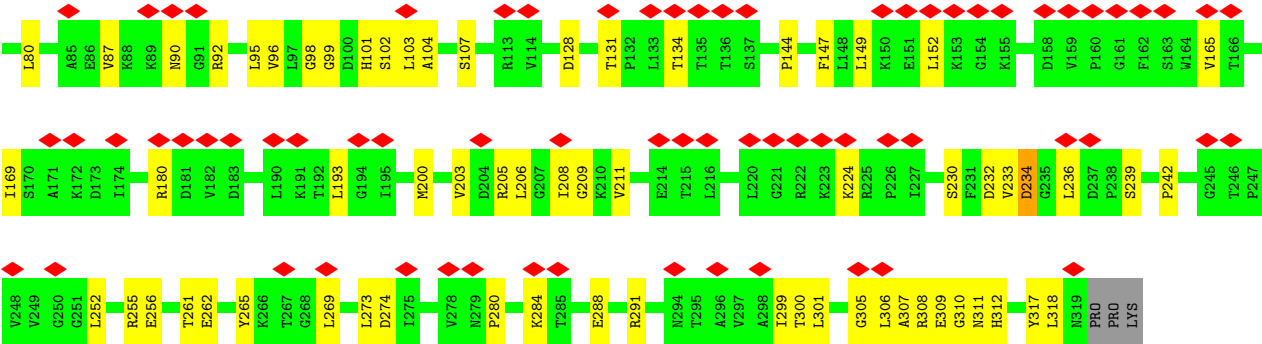 L80 A85 E86 V87 K88 K89 N90 G91 R92 L95 V96 L97 G98 G99 D100 H101 S102 L103 A104 S107 R113 V114 D128 T131 P132 L133 T134 T135 T136 S137 P144 F147 L148 L149 K150 E151 L152 K153 G154 K155 D158 V159 P160 G161 F162 S163 W164 V165 T166
I169 S170 A171 K172 D173 I174 R180 D181 V182 D183 L190 K191 T192 L193 G194 I195 M200 V203 D204 R205 L206 G207 I208 G209 K210 V211 E214 T215 L216 L220 G221 R222 K223 K224 R225 P226 I227 S230 F231 D232 V233 D234 G235 L236 D237 P238 S239 P242 G245 T246 P247
V248 V249 G250 G251 L252 R255 E256 T261 E262 Y265 K266 T267 G268 L269 L273 D274 I275 V278 N279 P280 K284 T285 E288 R291 N294 T295 A296 V297 A298 I299 T300 L301 G305 L306 A307 R308 E309 G310 N311 H312 Y317 L318 N319 PRO PRO LYS